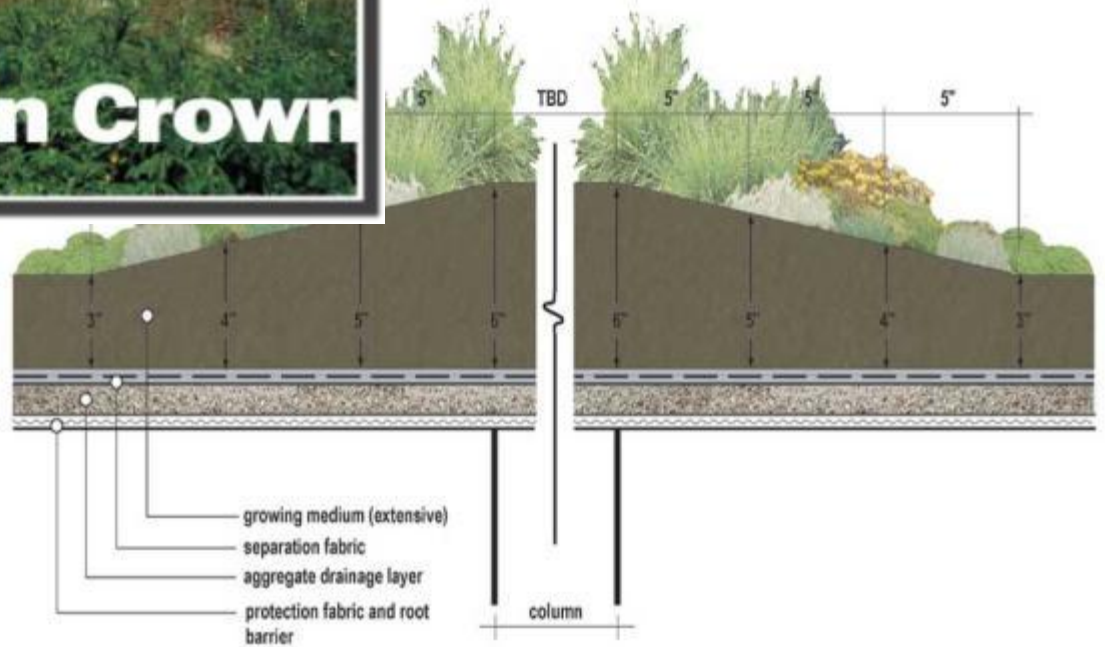 n Crown
5" TBD 5" 5" 5"
3" 4" 5" 6" 6" 5" 4" 3"
growing medium (extensive)
separation fabric
aggregate drainage layer
protection fabric and root
barrier
column